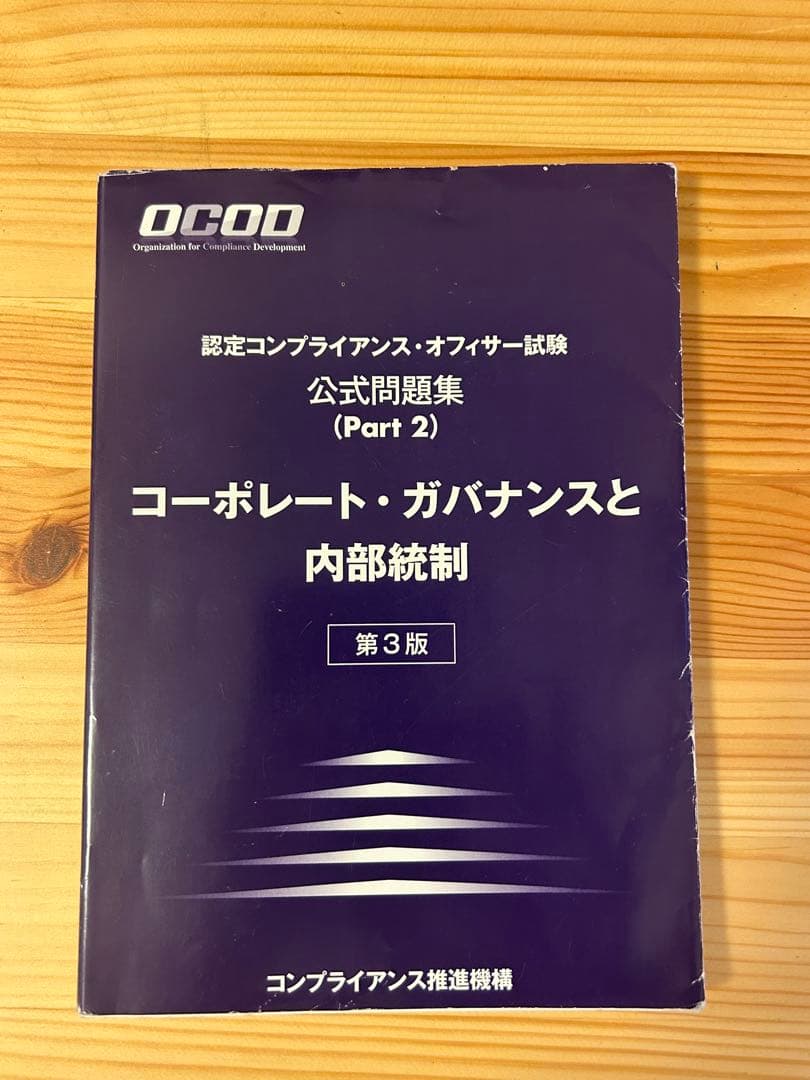 OCOD
Organization for Compliance Development
認定コンプライアンス・オフィサー試験
公式問題集
(Part 2)
コーポレート・ガバナンスと
内部統制
第3版
コンプライアンス推進機構